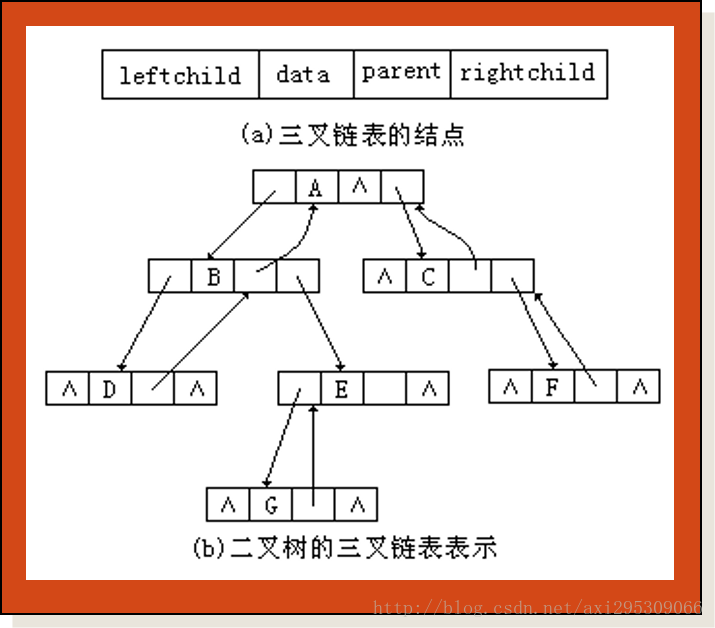 leftchild data parent rightchild
(a)三叉链表的结点
A ∧
B ∧ C
∧ D ∧ E ∧ ∧ F ∧
∧ G ∧
(b)二叉树的三叉链表表示
http://blog.csdn.net/axi295309066